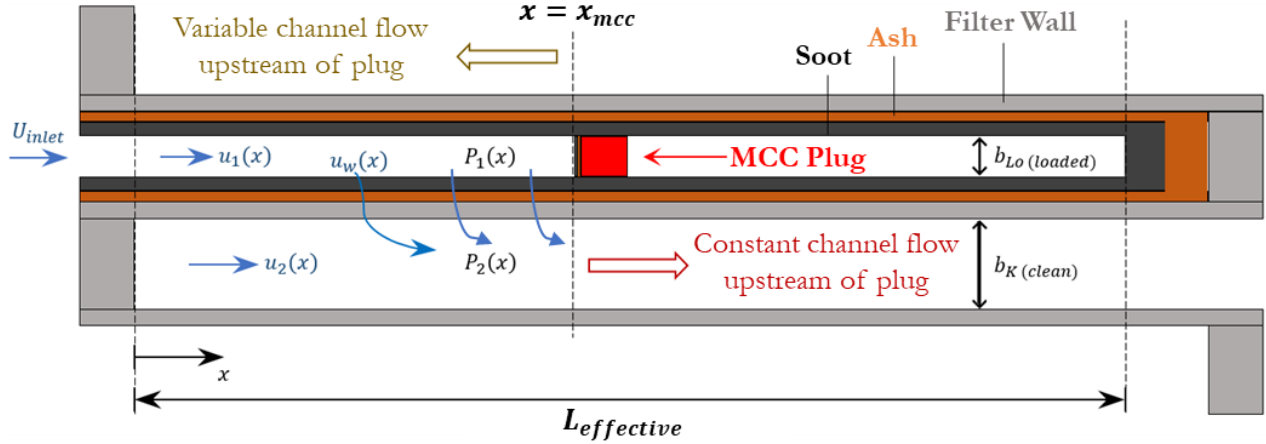 x = x_mcc
Variable channel flow
upstream of plug
Filter Wall
Ash
Soot
U_inlet
u_1(x)
u_w(x)
P_1(x)
MCC Plug
b_Lo (loaded)
u_2(x)
P_2(x)
Constant channel flow
upstream of plug
b_K (clean)
x
L_effective